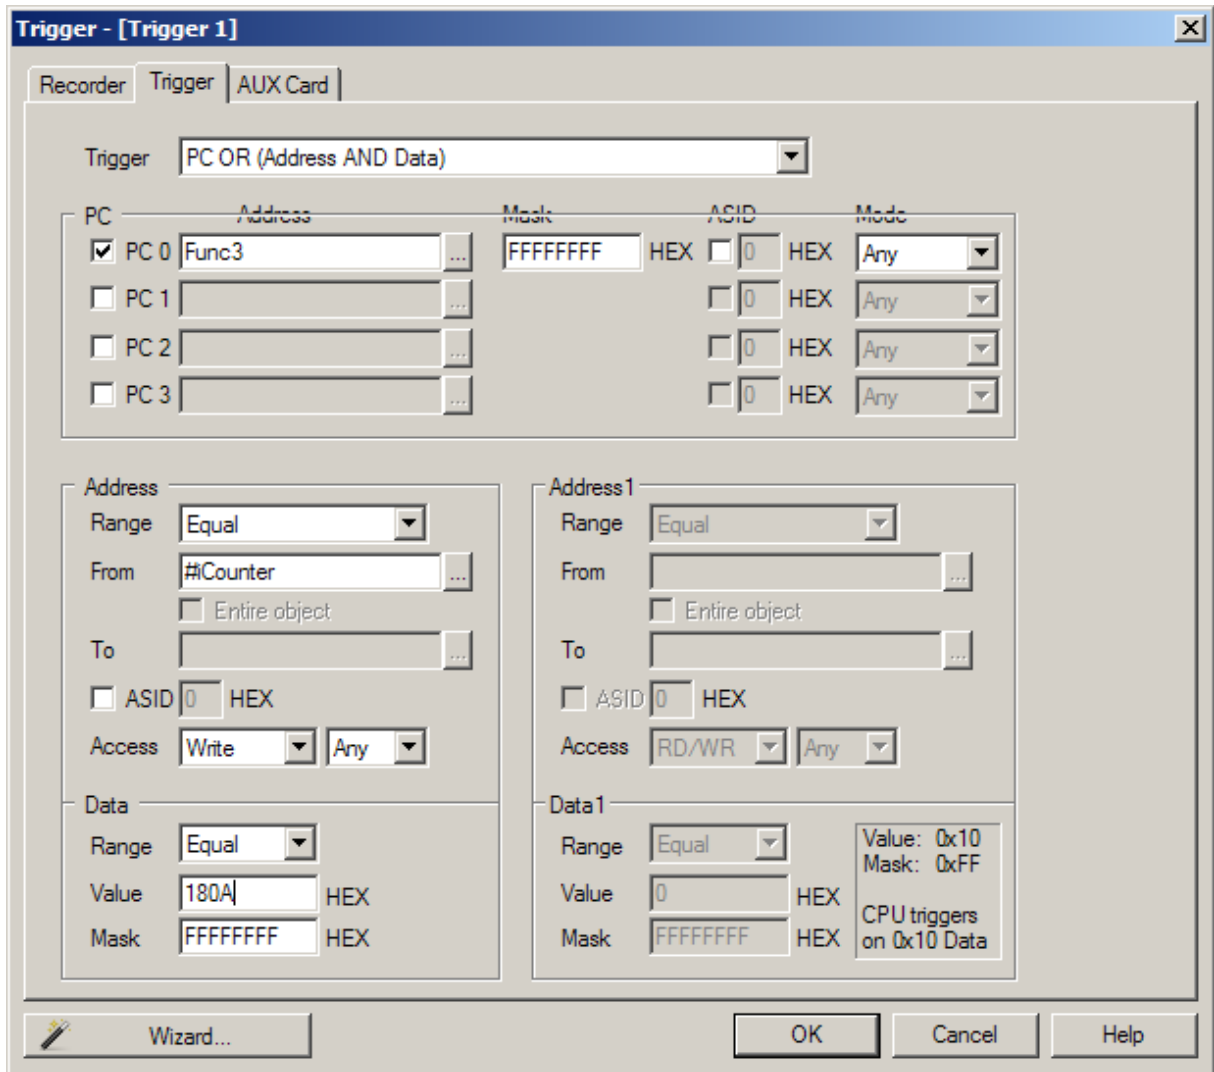 Trigger - [Trigger 1]
Recorder Trigger AUX Card
Trigger PC OR (Address AND Data)
PC Address Mask ASID Mode
PC 0 Func3 ... FFFFFFFF HEX 0 HEX Any
PC 1 ... 0 HEX Any
PC 2 ... 0 HEX Any
PC 3 ... 0 HEX Any
Address
Range Equal
From #iCounter ...
Entire object
To ...
ASID 0 HEX
Access Write Any
Data
Range Equal
Value 180A HEX
Mask FFFFFFFF HEX
Address1
Range Equal
From ...
Entire object
To ...
ASID 0 HEX
Access RD/WR Any
Data1
Range Equal
Value 0 HEX
Mask FFFFFFFF HEX
Value: 0x10
Mask: 0xFF
CPU triggers
on 0x10 Data
Wizard... OK Cancel Help